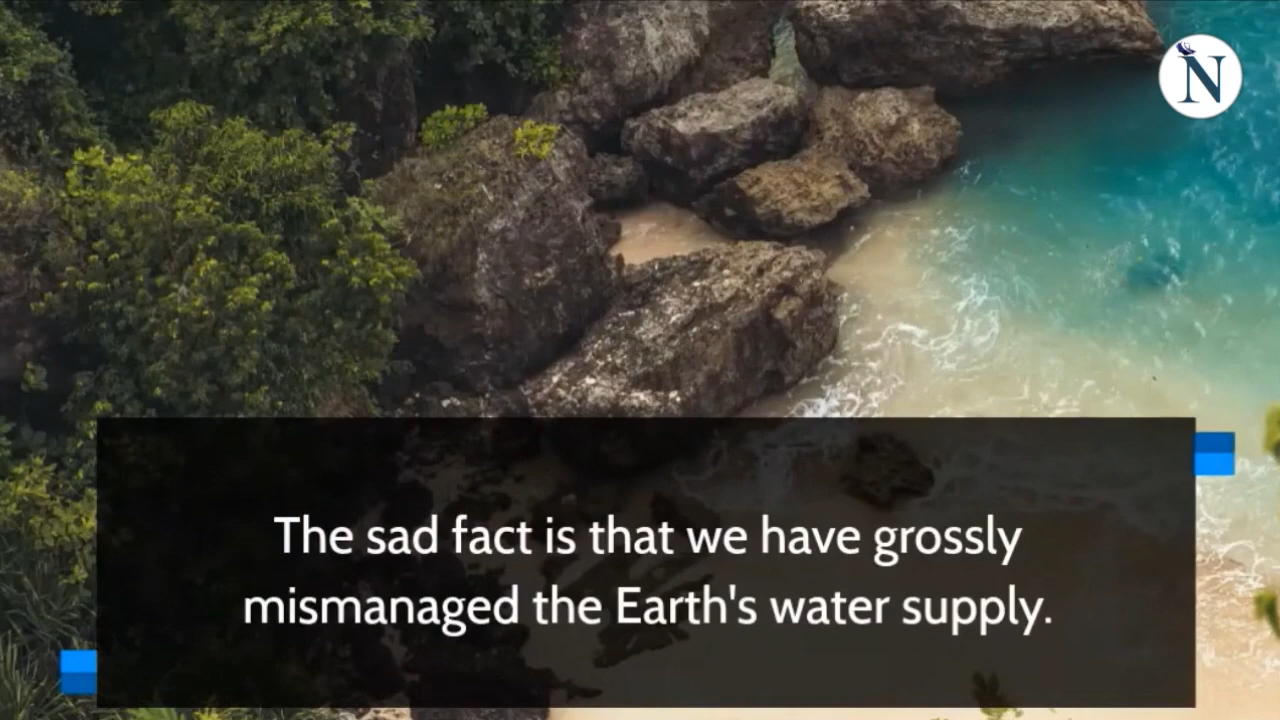 N
The sad fact is that we have grossly
mismanaged the Earth's water supply.